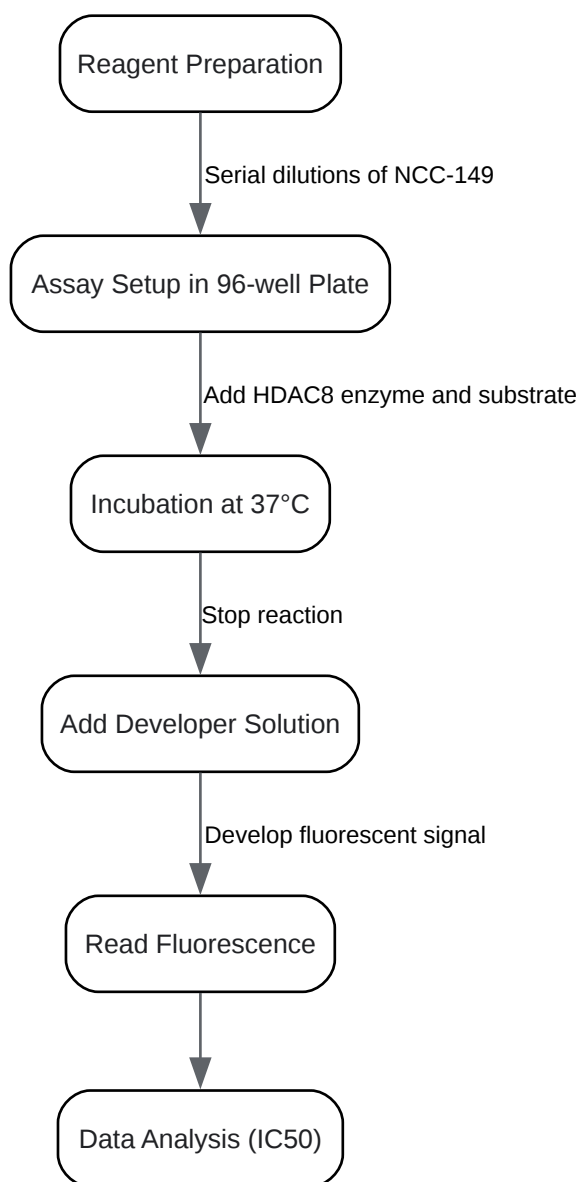 Reagent Preparation
Serial dilutions of NCC-149
Assay Setup in 96-well Plate
Add HDAC8 enzyme and substrate
Incubation at 37°C
Stop reaction
Add Developer Solution
Develop fluorescent signal
Read Fluorescence
Data Analysis (IC50)